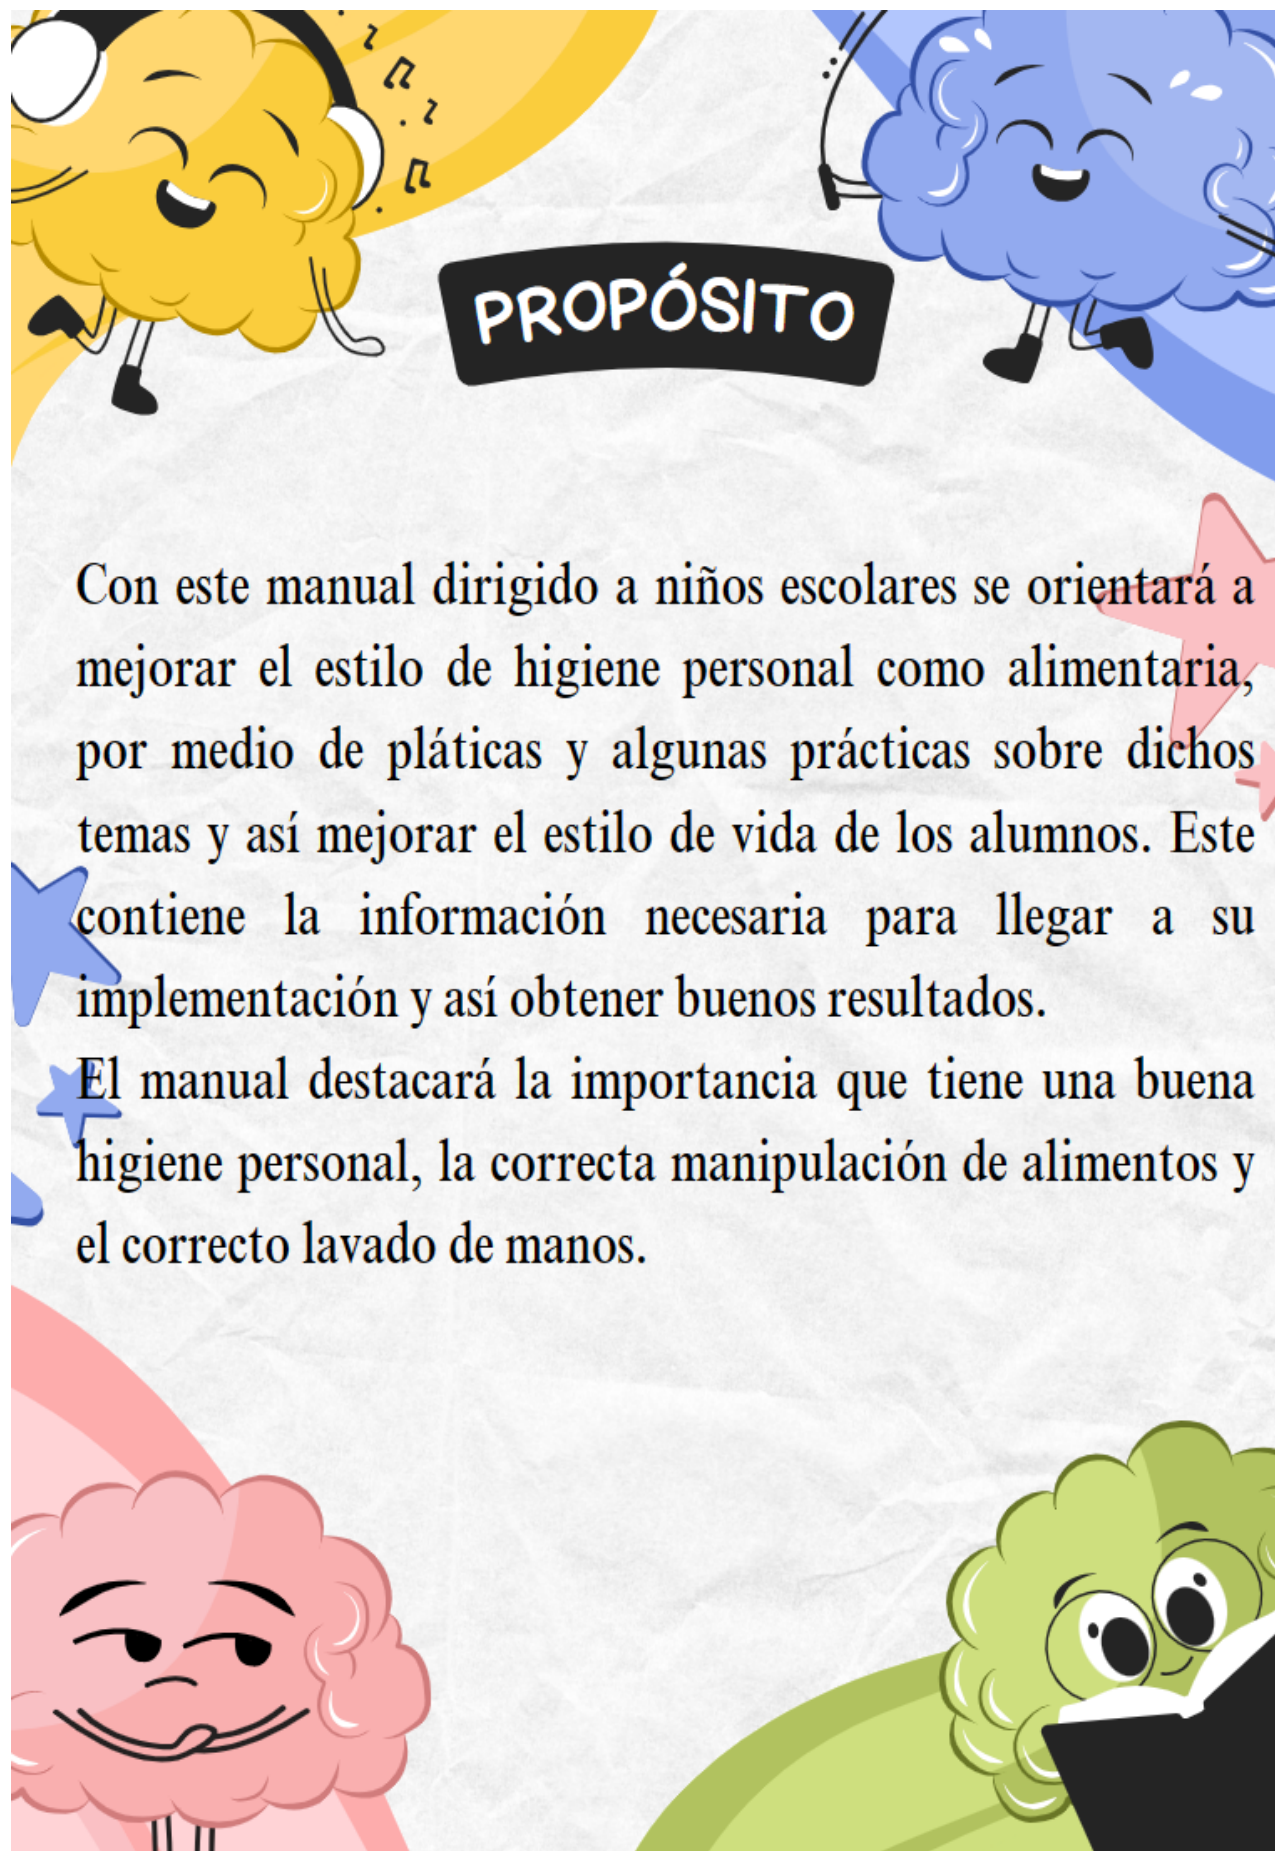 PROPÓSITO
Con este manual dirigido a niños escolares se orientará a
mejorar el estilo de higiene personal como alimentaria,
por medio de pláticas y algunas prácticas sobre dichos
temas y así mejorar el estilo de vida de los alumnos. Este
contiene la información necesaria para llegar a su
implementación y así obtener buenos resultados.
El manual destacará la importancia que tiene una buena
higiene personal, la correcta manipulación de alimentos y
el correcto lavado de manos.